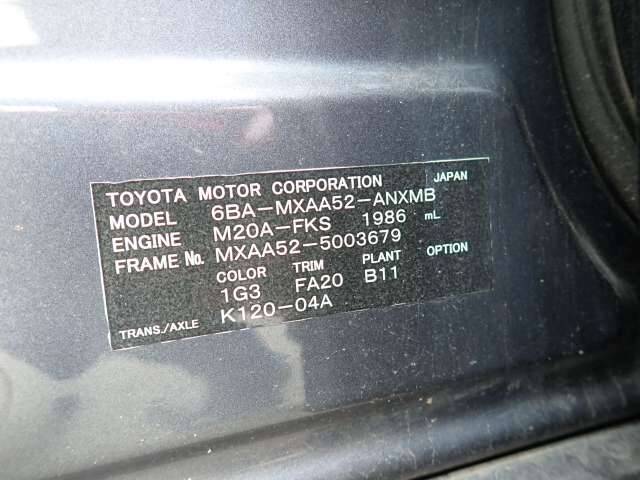 TOYOTA MOTOR CORPORATION JAPAN
MODEL 6BA-MXAA52-ANXMB
ENGINE M20A-FKS 1986 mL
FRAME No. MXAA52-5003679
COLOR TRIM PLANT OPTION
1G3 FA20 B11
TRANS./AXLE K120-04A